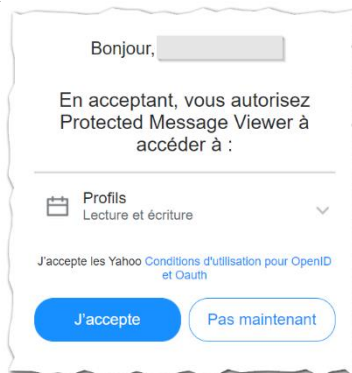 Bonjour,
En acceptant, vous autorisez
Protected Message Viewer à
accéder à :
Profils
Lecture et écriture
J'accepte les Yahoo Conditions d'utilisation pour OpenID
et Oauth
J'accepte
Pas maintenant